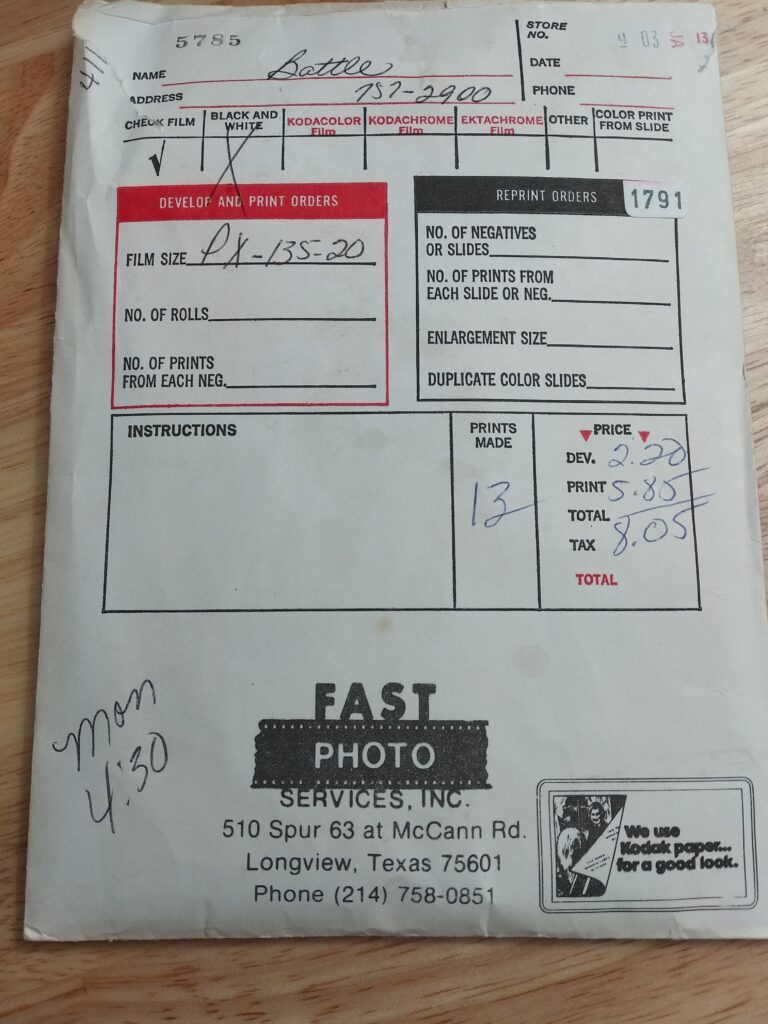 5785
STORE NO.
9 03 JA 13
411
NAME Battle
DATE
ADDRESS 757-2900
PHONE
CHECK FILM
BLACK AND WHITE
KODACOLOR Film
KODACHROME Film
EKTACHROME Film
OTHER
COLOR PRINT FROM SLIDE
✓ X
DEVELOP AND PRINT ORDERS
FILM SIZE PX-135-20
NO. OF ROLLS
NO. OF PRINTS
FROM EACH NEG.
REPRINT ORDERS
1791
NO. OF NEGATIVES
OR SLIDES
NO. OF PRINTS FROM
EACH SLIDE OR NEG.
ENLARGEMENT SIZE
DUPLICATE COLOR SLIDES
INSTRUCTIONS
PRINTS
MADE
13
PRICE
DEV. 2.20
PRINT 5.85
TOTAL 8.05
TAX
TOTAL
Mon
4:30
FAST
PHOTO
SERVICES, INC.
510 Spur 63 at McCann Rd.
Longview, Texas 75601
Phone (214) 758-0851
We use
Kodak paper...
for a good look.